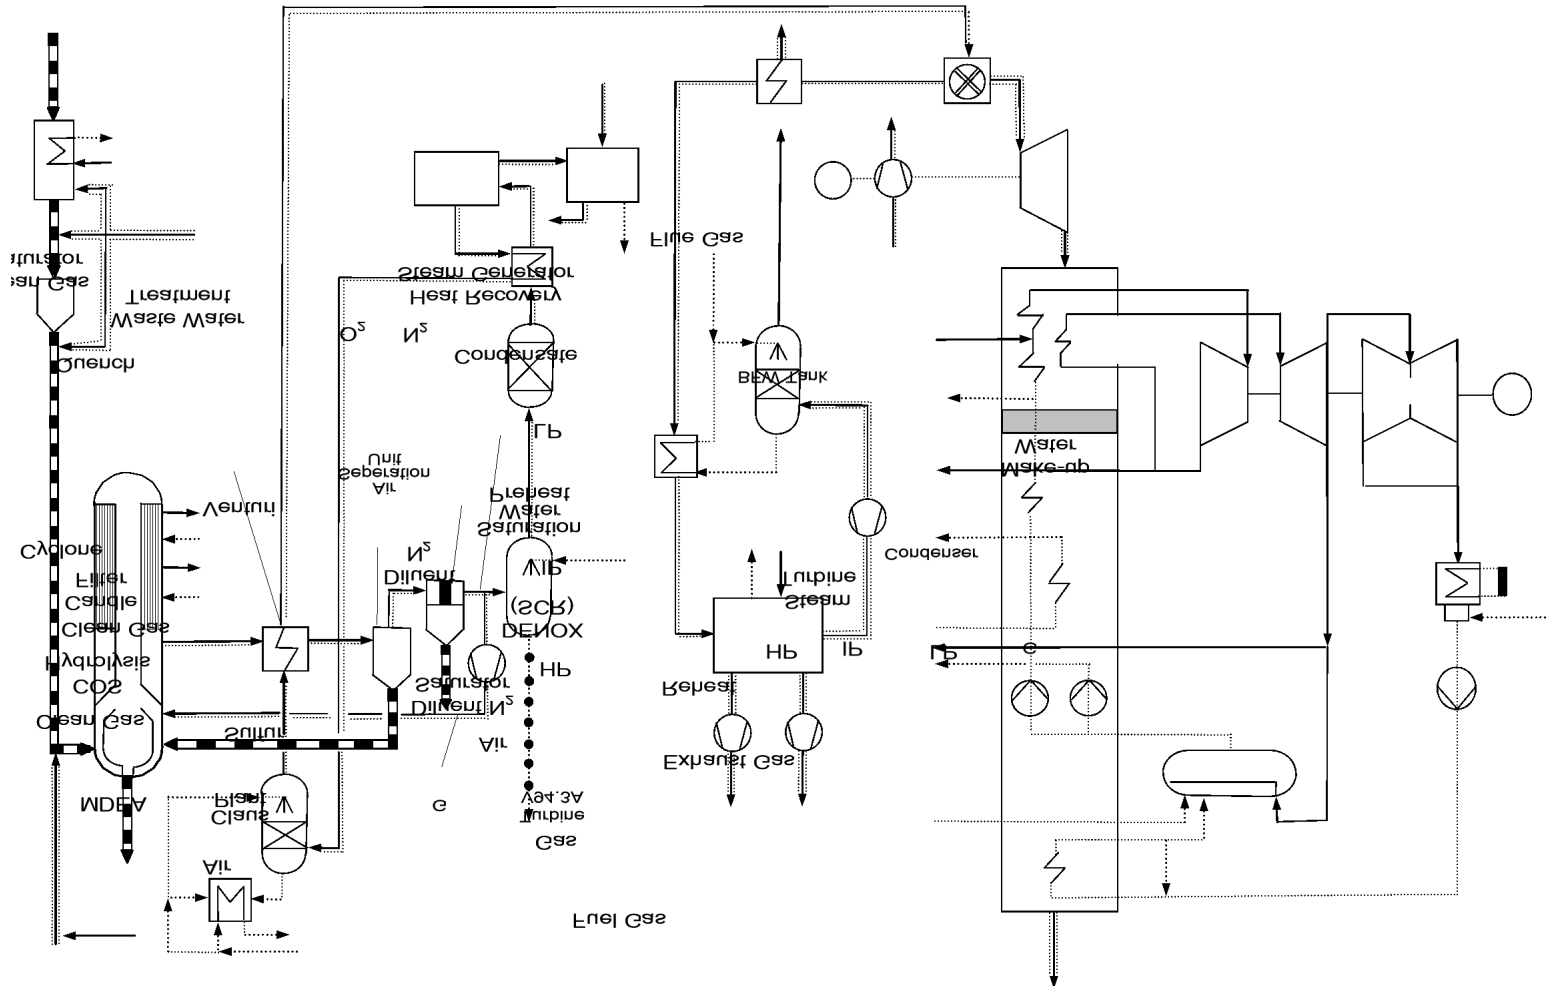 Flue Gas
ean Gas
aturator
Heat Recovery
Steam Generator
Waste Water
Treatment
O2
N2
Quench
Condensate
BFW Tank
LP
Make-up
Water
Air
Seperation
Unit
Saturation
Water
Preheat
Venturi
Cyclone
Condenser
Diluent
N2
Clean Gas
Candle
Filter
IP
Steam
Turbine
DENOX
(SCR)
COS
Hydrolysis
HP
HP
IP
LP
G
Reheat
Diluent N2
Saturator
Clean Gas
Sulfur
Air
Exhaust Gas
MDEA
Claus
Plant
G
Gas
Turbine
V94.3A
Air
Fuel Gas